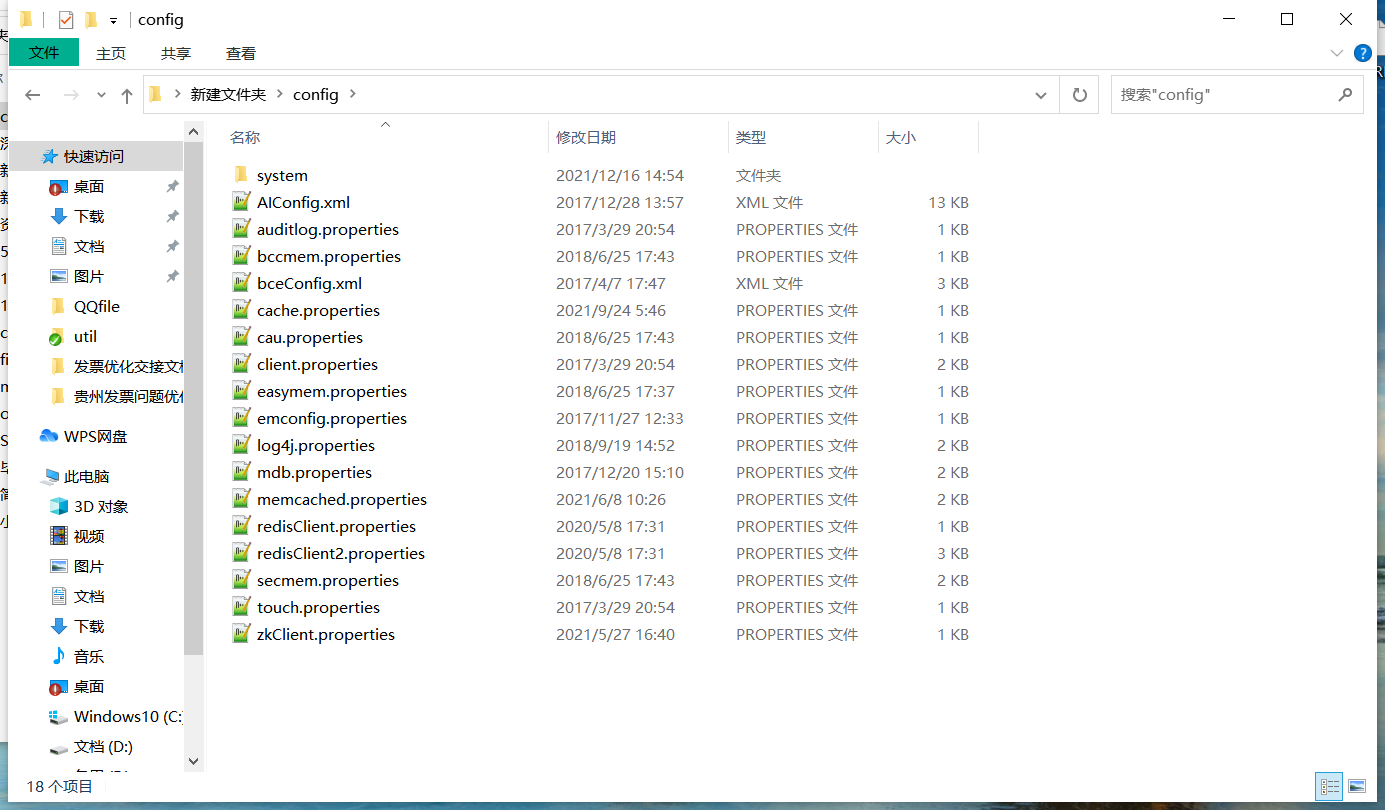 config
文件 主页 共享 查看
新建文件夹 config
搜索"config"
名称 修改日期 类型 大小
system 2021/12/16 14:54 文件夹
AIConfig.xml 2017/12/28 13:57 XML 文件 13 KB
auditlog.properties 2017/3/29 20:54 PROPERTIES 文件 1 KB
bccmem.properties 2018/6/25 17:43 PROPERTIES 文件 1 KB
bceConfig.xml 2017/4/7 17:47 XML 文件 3 KB
cache.properties 2021/9/24 5:46 PROPERTIES 文件 1 KB
cau.properties 2018/6/25 17:43 PROPERTIES 文件 1 KB
client.properties 2017/3/29 20:54 PROPERTIES 文件 2 KB
easymem.properties 2018/6/25 17:37 PROPERTIES 文件 1 KB
emconfig.properties 2017/11/27 12:33 PROPERTIES 文件 1 KB
log4j.properties 2018/9/19 14:52 PROPERTIES 文件 2 KB
mdb.properties 2017/12/20 15:10 PROPERTIES 文件 2 KB
memcached.properties 2021/6/8 10:26 PROPERTIES 文件 2 KB
redisClient.properties 2020/5/8 17:31 PROPERTIES 文件 1 KB
redisClient2.properties 2020/5/8 17:31 PROPERTIES 文件 3 KB
secmem.properties 2018/6/25 17:43 PROPERTIES 文件 2 KB
touch.properties 2017/3/29 20:54 PROPERTIES 文件 1 KB
zkClient.properties 2021/5/27 16:40 PROPERTIES 文件 1 KB
快速访问
桌面
下载
文档
图片
QQfile
util
发票优化交接文
贵州发票问题优
WPS网盘
此电脑
3D 对象
视频
图片
文档
下载
音乐
桌面
Windows10 (C:
文档 (D:)
18 个项目